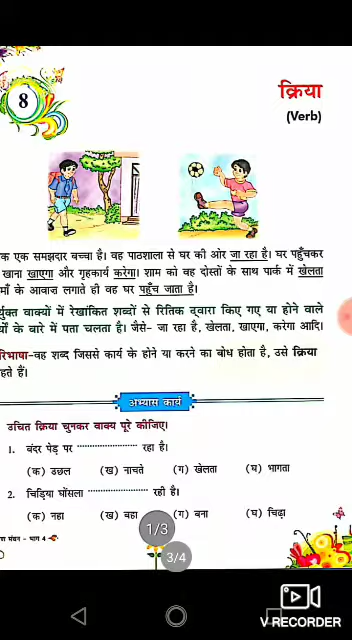 8
क्रिया
(Verb)
क एक समझदार बच्चा है। वह पाठशाला से घर की ओर जा रहा है। घर पहुँचकर
खाना खाएगा और गृहकार्य करेगा। शाम को वह दोस्तों के साथ पार्क में खेलता
माँ के आवाज़ लगाते ही वह घर पहुँच जाता है।
र्युक्त वाक्यों में रेखांकित शब्दों से रितिक द्वारा किए गए या होने वाले
र्यों के बारे में पता चलता है। जैसे- जा रहा है, खेलता, खाएगा, करेगा आदि।
रिभाषा-वह शब्द जिससे कार्य के होने या करने का बोध होता है, उसे क्रिया
हते हैं।
अभ्यास कार्य
उचित क्रिया चुनकर वाक्य पूरे कीजिए।
1. बंदर पेड़ पर ........................ रहा है।
(क) उछल (ख) नाचते (ग) खेलता (घ) भागता
2. चिड़िया घोंसला ........................ रही है।
(क) नहा (ख) बहा (ग) बना (घ) चिढ़ा
1/3
षा मंथन - भाग 4
3/4
V RECORDER